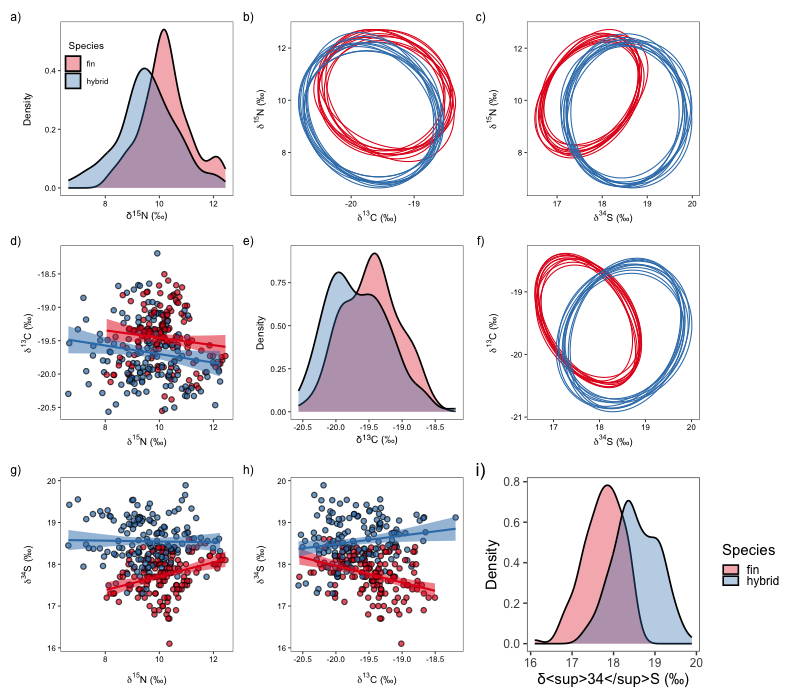 a)
Species
fin
hybrid
0.4
0.2
0.0
Density
8
10
12
δ¹⁵N (‰)
b)
12
10
8
δ¹⁵N (‰)
-20
-19
δ¹³C (‰)
c)
12
10
8
δ¹⁵N (‰)
17
18
19
20
δ³⁴S (‰)
d)
-18.5
-19.0
-19.5
-20.0
-20.5
δ¹³C (‰)
8
10
12
δ¹⁵N (‰)
e)
0.75
0.50
0.25
0.00
Density
-20.5
-20.0
-19.5
-19.0
-18.5
δ¹³C (‰)
f)
-19
-20
-21
δ¹³C (‰)
17
18
19
20
δ³⁴S (‰)
g)
20
19
18
17
16
δ³⁴S (‰)
8
10
12
δ¹⁵N (‰)
h)
20
19
18
17
16
δ³⁴S (‰)
-20.5
-20.0
-19.5
-19.0
-18.5
δ¹³C (‰)
i)
0.8
0.6
0.4
0.2
0.0
Density
16
17
18
19
20
δ<sup>34</sup>S (‰)
Species
fin
hybrid